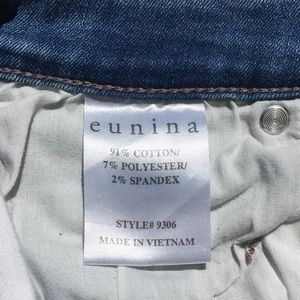 eunina
91% COTTON/
7% POLYESTER/
2% SPANDEX
STYLE# 9306
MADE IN VIETNAM